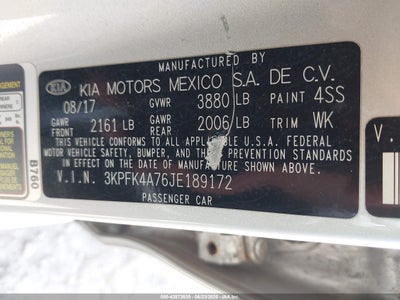 MANUFACTURED BY
KIA KIA MOTORS MEXICO S.A. DE C.V.
08/17 GVWR 3880 LB PAINT 4SS
GAWR FRONT 2161 LB GAWR REAR 2006 LB TRIM WK
THIS VEHICLE CONFORMS TO ALL APPLICABLE U.S.A. FEDERAL
MOTOR VEHICLE SAFETY, BUMPER, AND THEFT PREVENTION STANDARDS
IN EFFECT ON THE DATE OF MANUFACTURE SHOWN ABOVE
V.I.N. 3KPFK4A76JE189172
PASSENGER CAR
B760